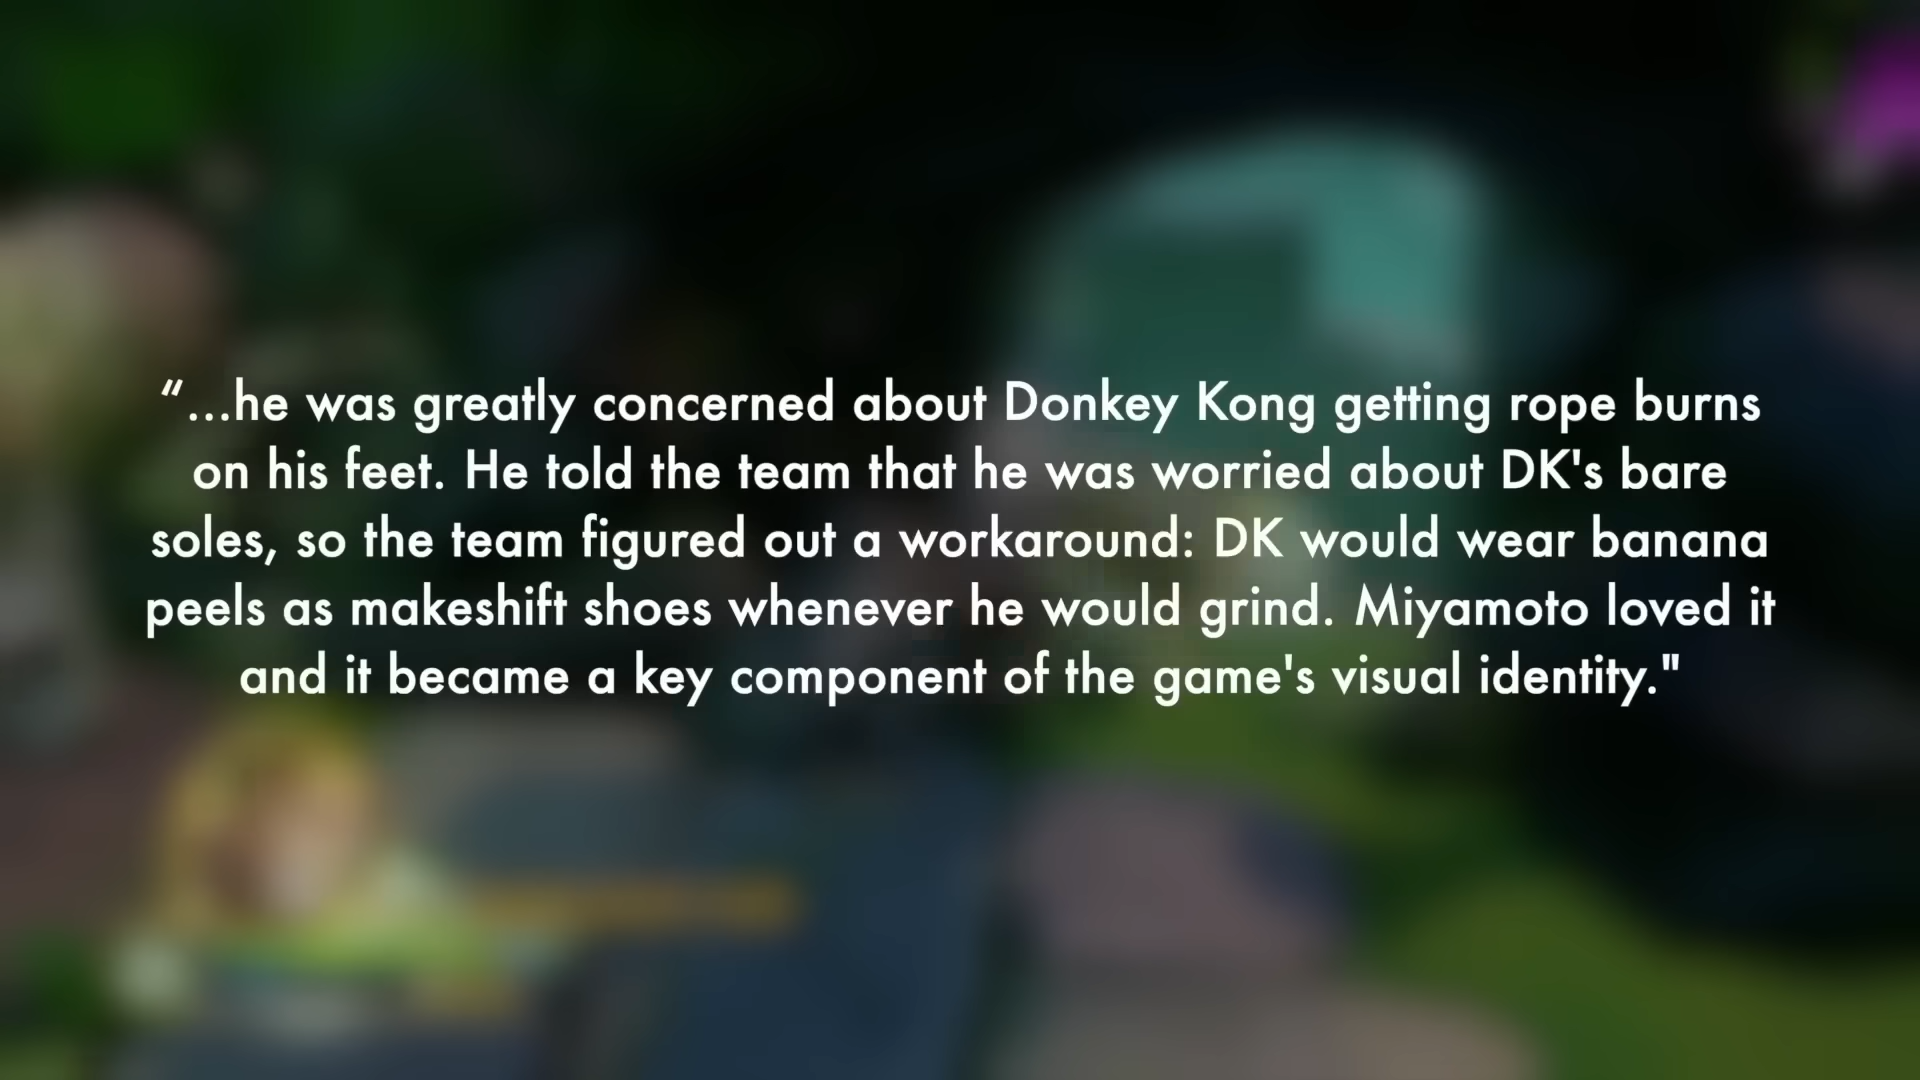 “...he was greatly concerned about Donkey Kong getting rope burns
on his feet. He told the team that he was worried about DK's bare
soles, so the team figured out a workaround: DK would wear banana
peels as makeshift shoes whenever he would grind. Miyamoto loved it
and it became a key component of the game's visual identity."